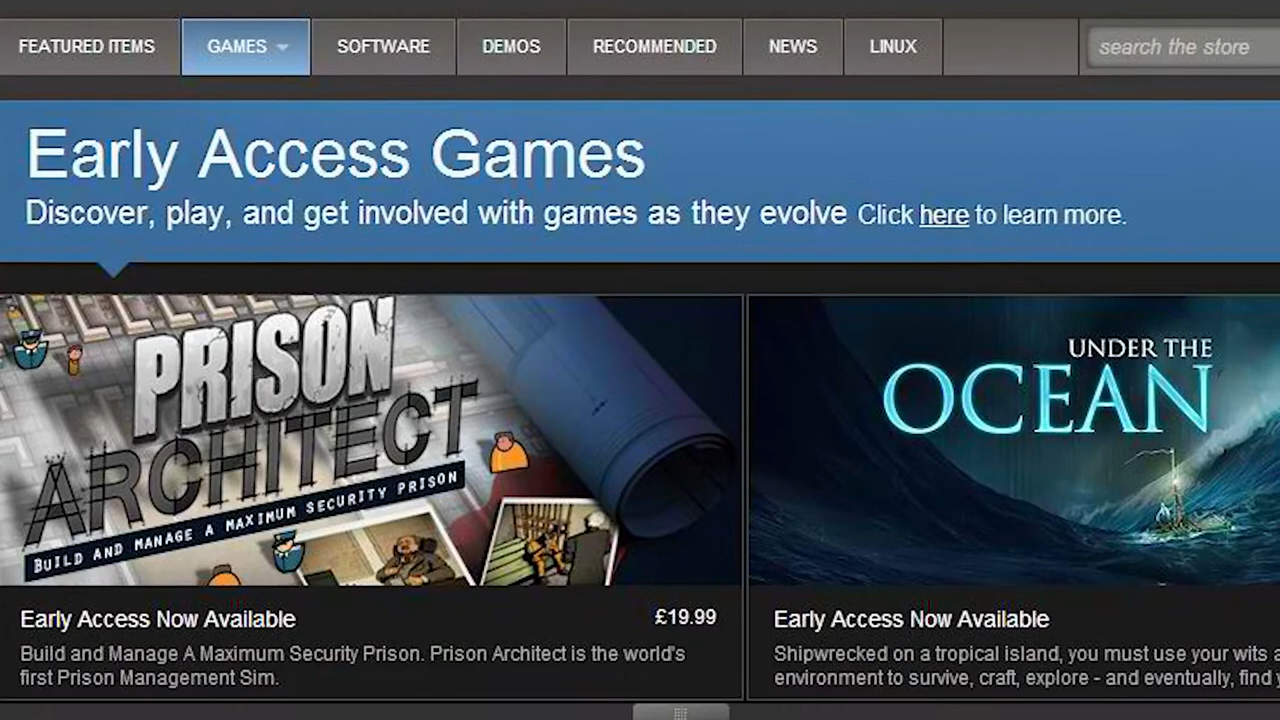 FEATURED ITEMS GAMES SOFTWARE DEMOS RECOMMENDED NEWS LINUX search the store
Early Access Games
Discover, play, and get involved with games as they evolve Click here to learn more.
PRISON
ARCHITECT
BUILD AND MANAGE A MAXIMUM SECURITY PRISON
UNDER THE
OCEAN
Early Access Now Available £19.99
Build and Manage A Maximum Security Prison. Prison Architect is the world's
first Prison Management Sim.
Early Access Now Available
Shipwrecked on a tropical island, you must use your wits a
environment to survive, craft, explore - and eventually, find y